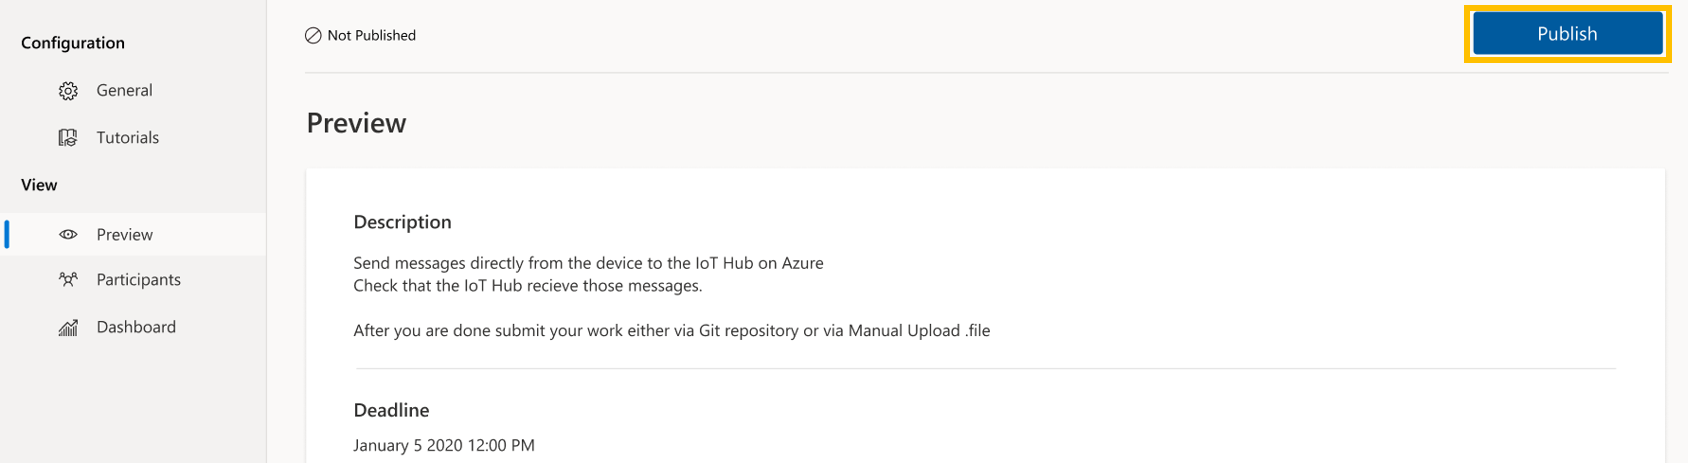 Configuration
General
Tutorials
View
Preview
Participants
Dashboard
Not Published
Publish
Preview
Description
Send messages directly from the device to the IoT Hub on Azure
Check that the IoT Hub recieve those messages.
After you are done submit your work either via Git repository or via Manual Upload .file
Deadline
January 5 2020 12:00 PM